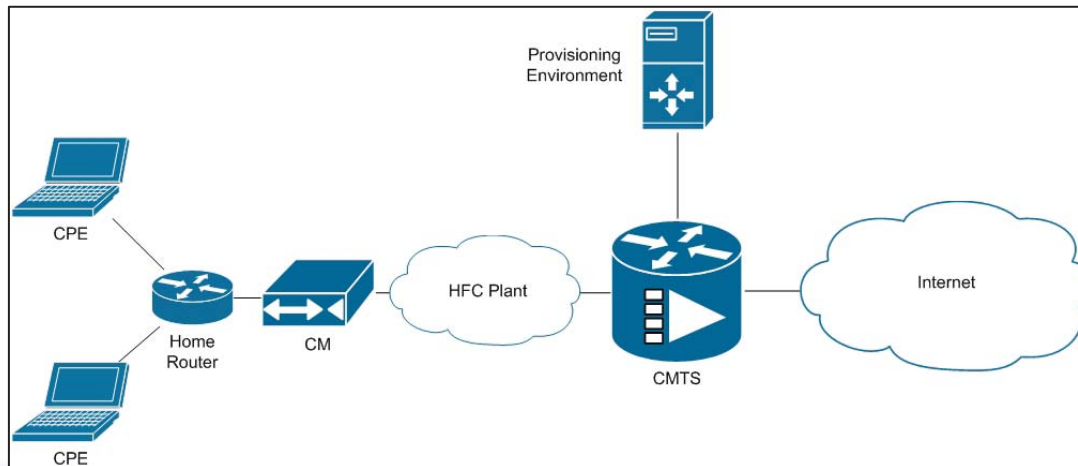 Provisioning
Environment
CPE
HFC Plant
Internet
Home
Router
CM
CMTS
CPE